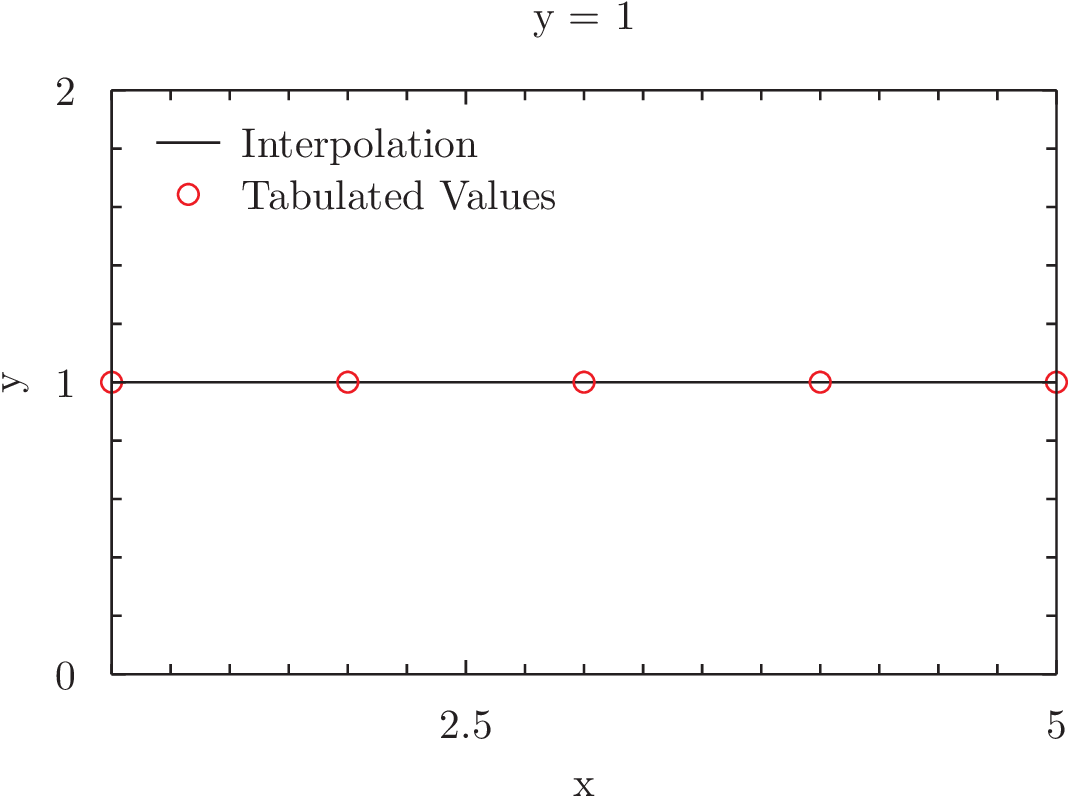 y = 1
2
Interpolation
Tabulated Values
y
1
0
2.5
5
x